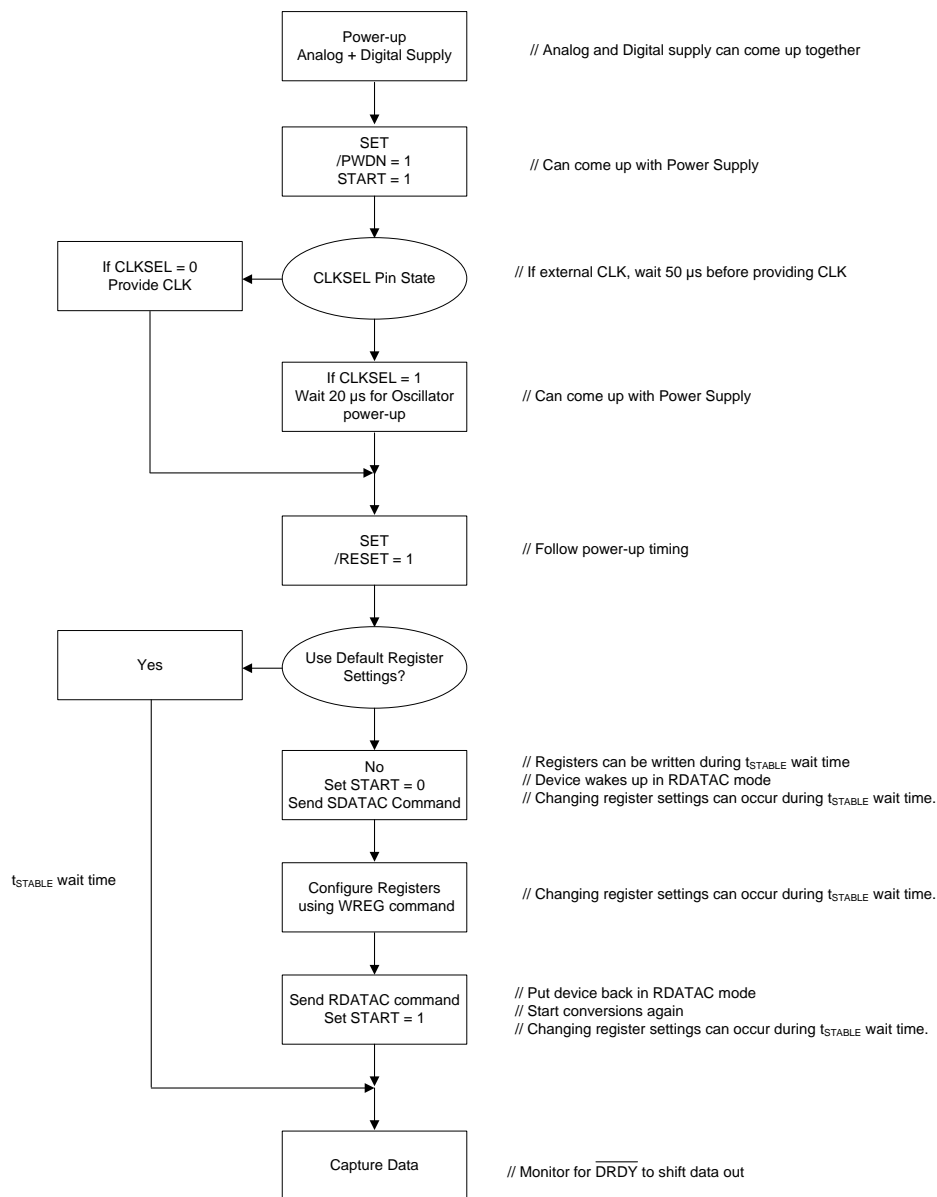 Power-up
Analog + Digital Supply
// Analog and Digital supply can come up together
SET
/PWDN = 1
START = 1
// Can come up with Power Supply
If CLKSEL = 0
Provide CLK
CLKSEL Pin State
// If external CLK, wait 50 µs before providing CLK
If CLKSEL = 1
Wait 20 µs for Oscillator
power-up
// Can come up with Power Supply
SET
/RESET = 1
// Follow power-up timing
Yes
Use Default Register
Settings?
No
Set START = 0
Send SDATAC Command
// Registers can be written during tSTABLE wait time
// Device wakes up in RDATAC mode
// Changing register settings can occur during tSTABLE wait time.
tSTABLE wait time
Configure Registers
using WREG command
// Changing register settings can occur during tSTABLE wait time.
Send RDATAC command
Set START = 1
// Put device back in RDATAC mode
// Start conversions again
// Changing register settings can occur during tSTABLE wait time.
Capture Data
// Monitor for DRDY to shift data out